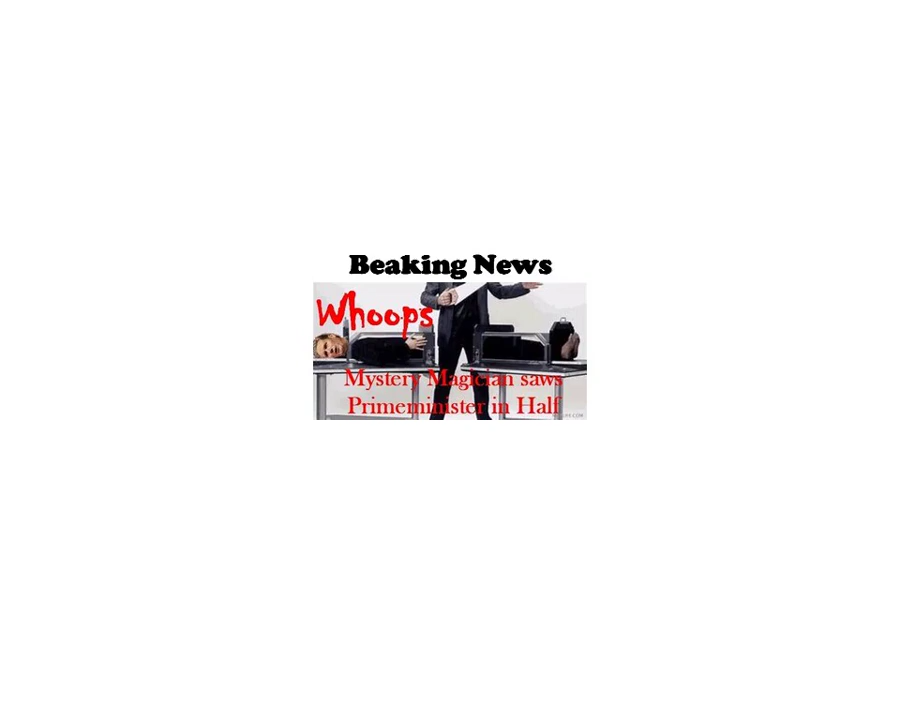 Beaking News
Whoops
Mystery Magician saws
Primeminister in Half